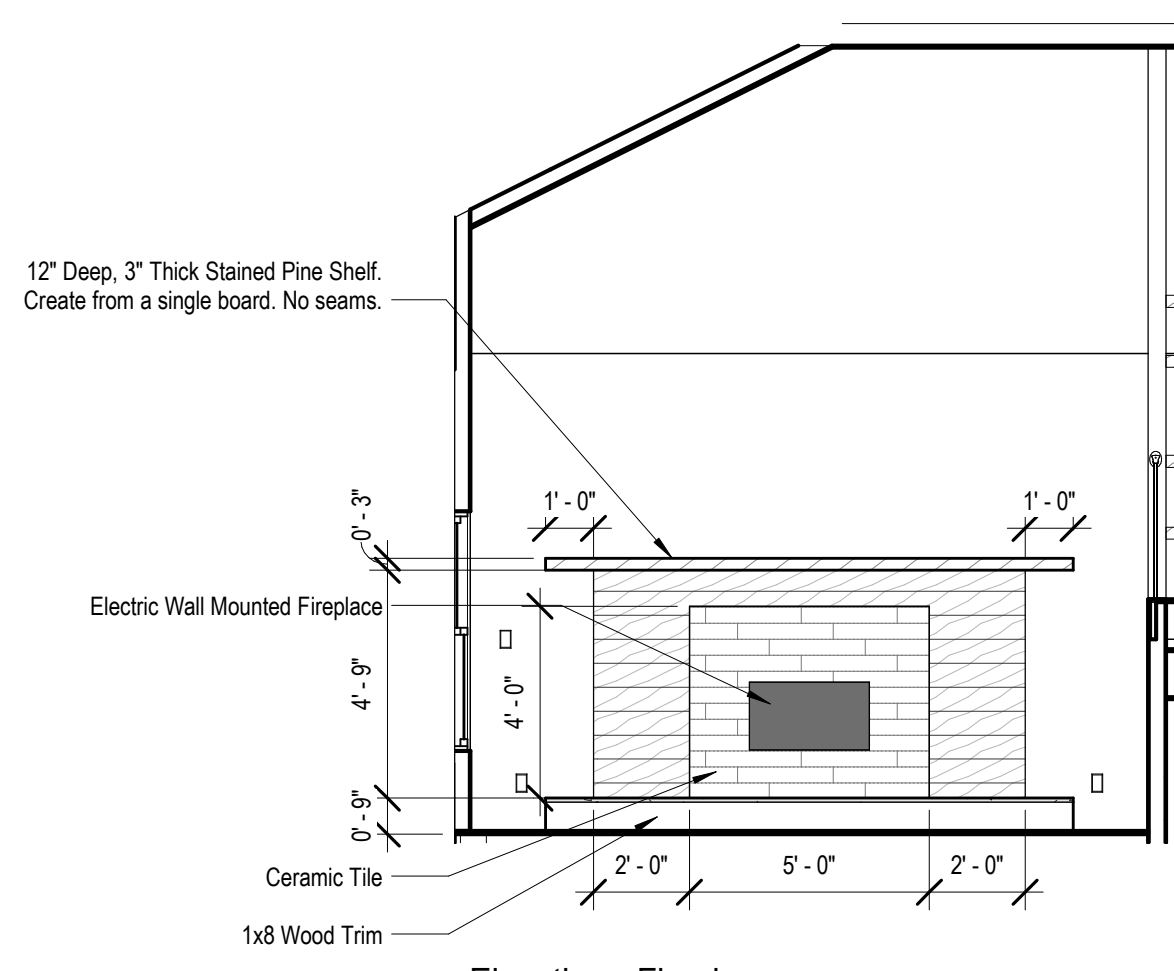 12" Deep, 3" Thick Stained Pine Shelf.
Create from a single board. No seams.
0' - 3"
1' - 0"
1' - 0"
Electric Wall Mounted Fireplace
4' - 9"
4' - 0"
0' - 9"
2' - 0"
5' - 0"
2' - 0"
Ceramic Tile
1x8 Wood Trim